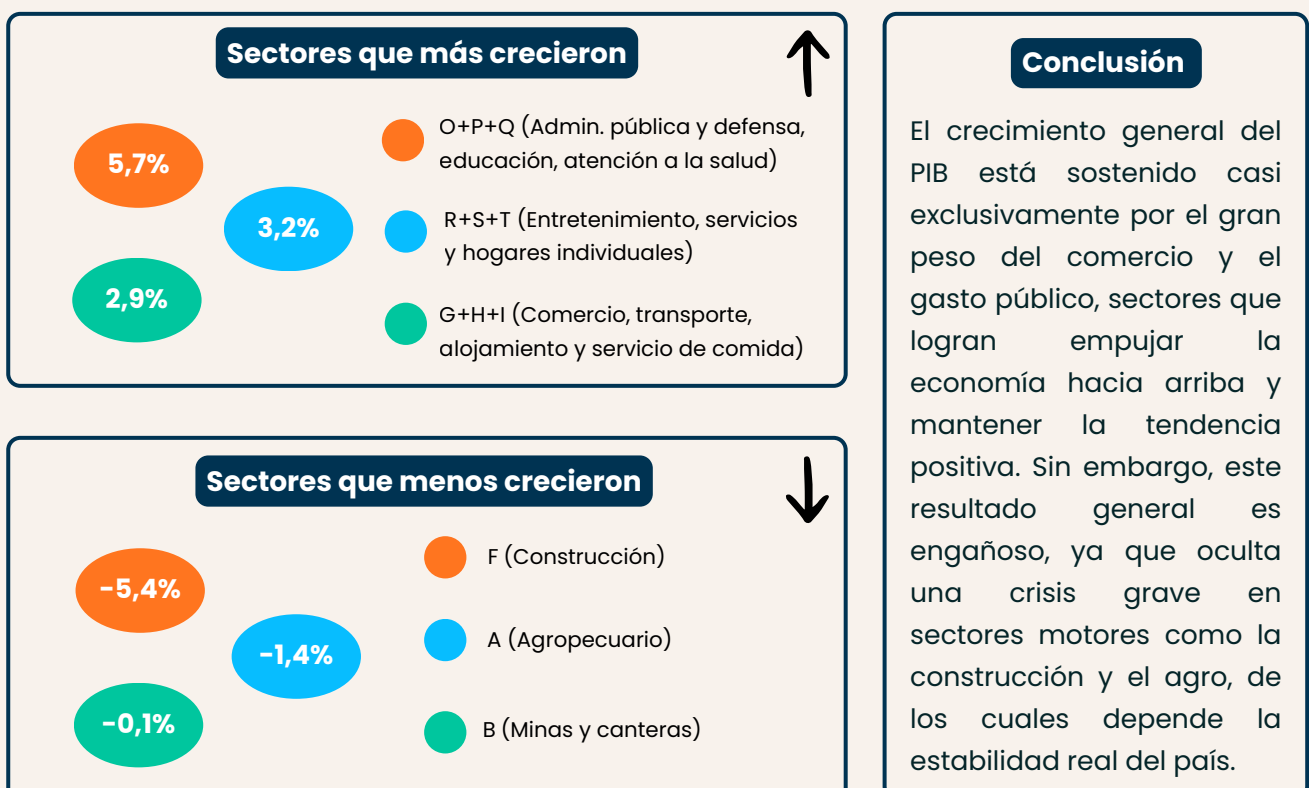 Sectores que más crecieron
5,7%
3,2%
2,9%
O+P+Q (Admin. pública y defensa,
educación, atención a la salud)
R+S+T (Entretenimiento, servicios
y hogares individuales)
G+H+I (Comercio, transporte,
alojamiento y servicio de comida)
Sectores que menos crecieron
-5,4%
-1,4%
-0,1%
F (Construcción)
A (Agropecuario)
B (Minas y canteras)
Conclusión
El crecimiento general del
PIB está sostenido casi
exclusivamente por el gran
peso del comercio y el
gasto público, sectores que
logran empujar la
economía hacia arriba y
mantener la tendencia
positiva. Sin embargo, este
resultado general es
engañoso, ya que oculta
una crisis grave en
sectores motores como la
construcción y el agro, de
los cuales depende la
estabilidad real del país.